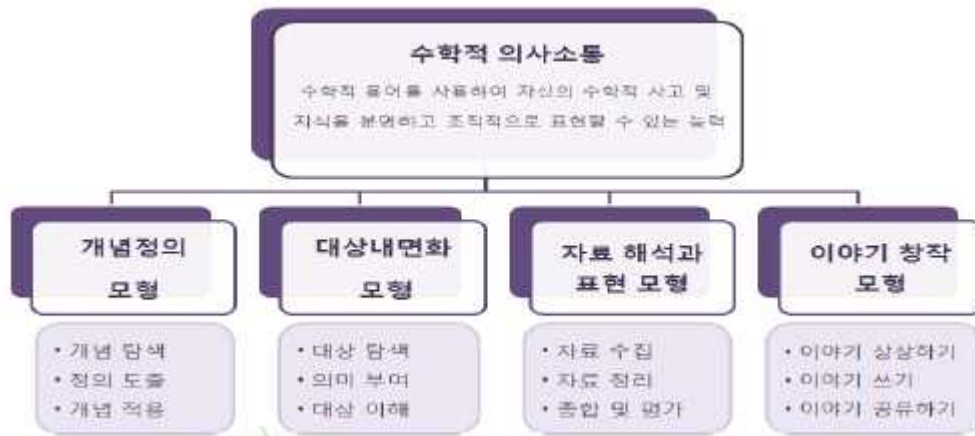 수학적 의사소통
수학적 용어를 사용하여 자신의 수학적 사고 및
지식을 분명하고 조직적으로 표현할 수 있는 능력
개념정의
모형
• 개념 탐색
• 정의 도출
• 개념 적용
대상내면화
모형
• 대상 탐색
• 의미 부여
• 대상 이해
자료 해석과
표현 모형
• 자료 수집
• 자료 정리
• 종합 및 평가
이야기 창작
모형
• 이야기 상상하기
• 이야기 쓰기
• 이야기 공유하기